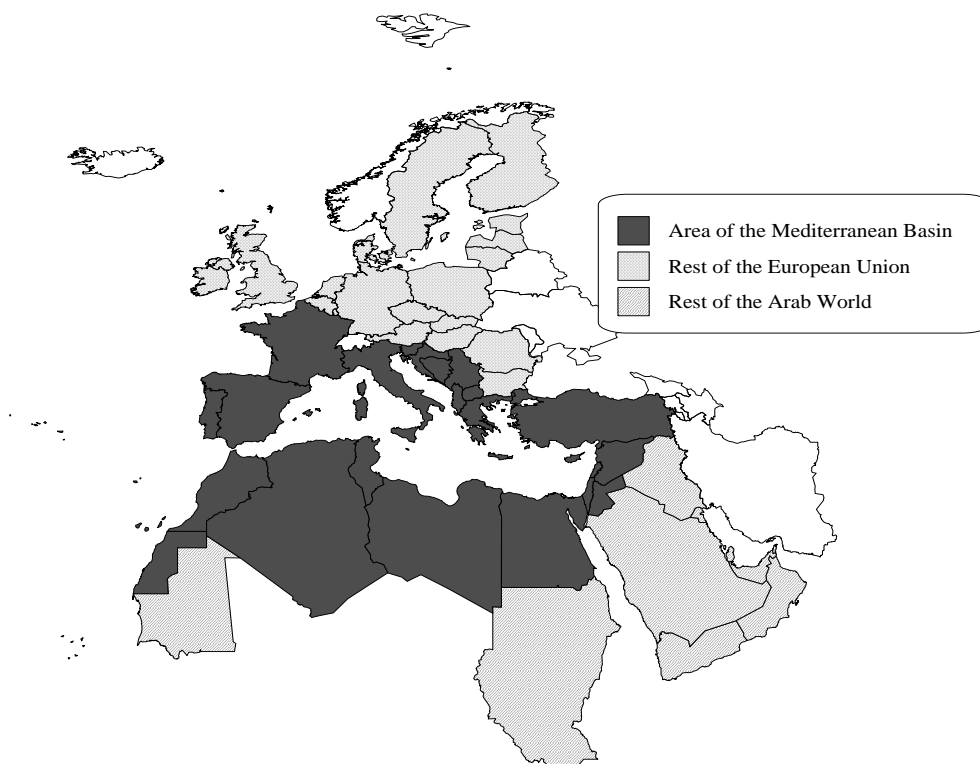 Area of the Mediterranean Basin
Rest of the European Union
Rest of the Arab World